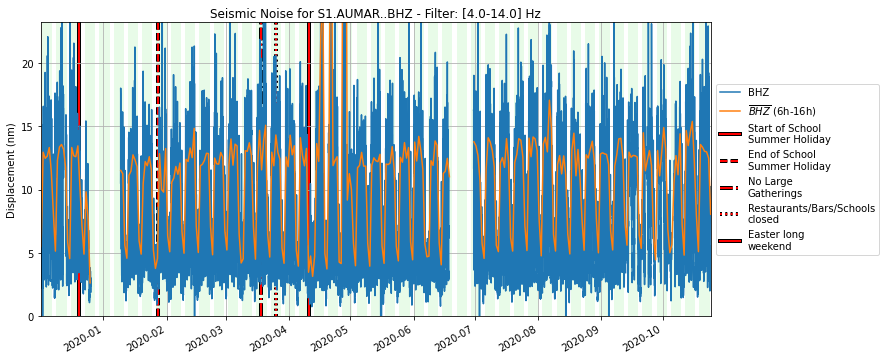 Seismic Noise for S1.AUMAR..BHZ - Filter: [4.0-14.0] Hz
Displacement (nm)
20
15
10
5
0
2020-01
2020-02
2020-03
2020-04
2020-05
2020-06
2020-07
2020-08
2020-09
2020-10
BHZ
BHZ (6h-16h)
Start of School
Summer Holiday
End of School
Summer Holiday
No Large
Gatherings
Restaurants/Bars/Schools
closed
Easter long
weekend